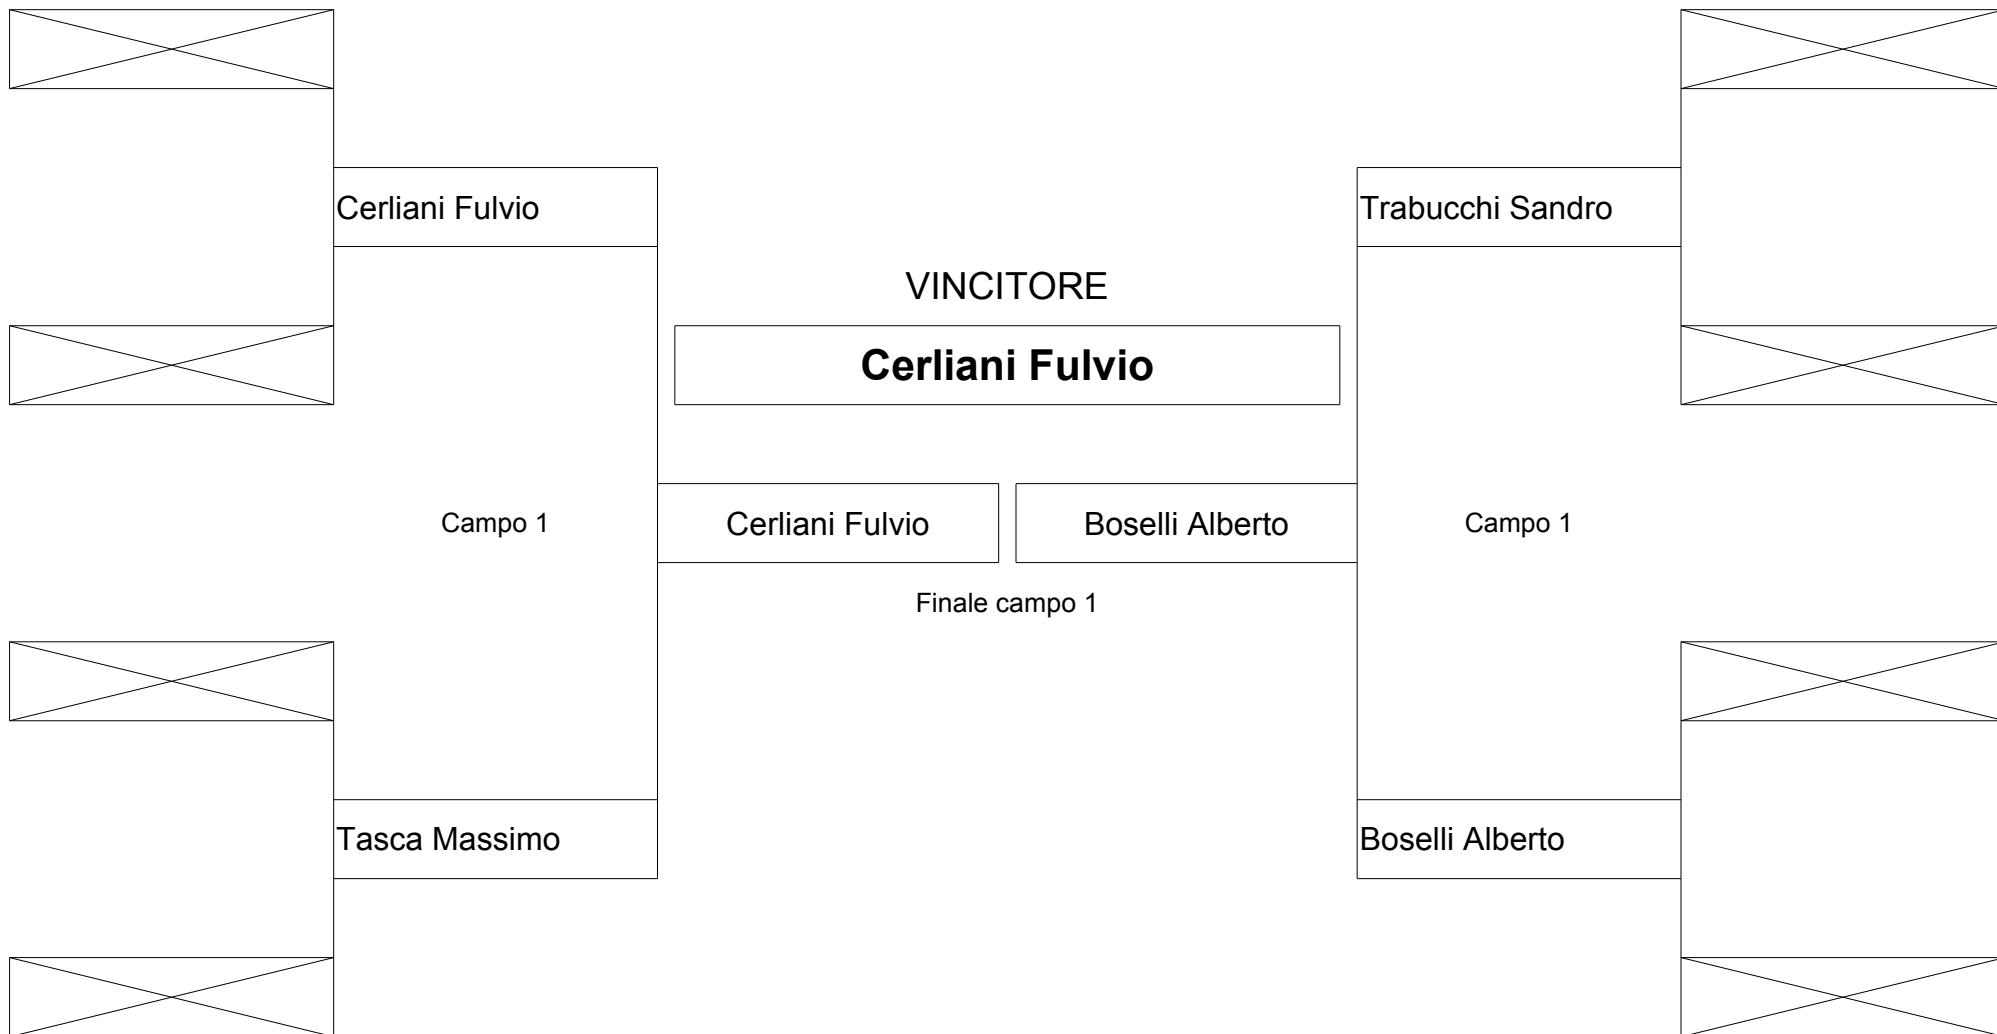 Cerliani Fulvio
Trabucchi Sandro
VINCITORE
Cerliani Fulvio
Campo 1
Cerliani Fulvio
Boselli Alberto
Campo 1
Finale campo 1
Tasca Massimo
Boselli Alberto